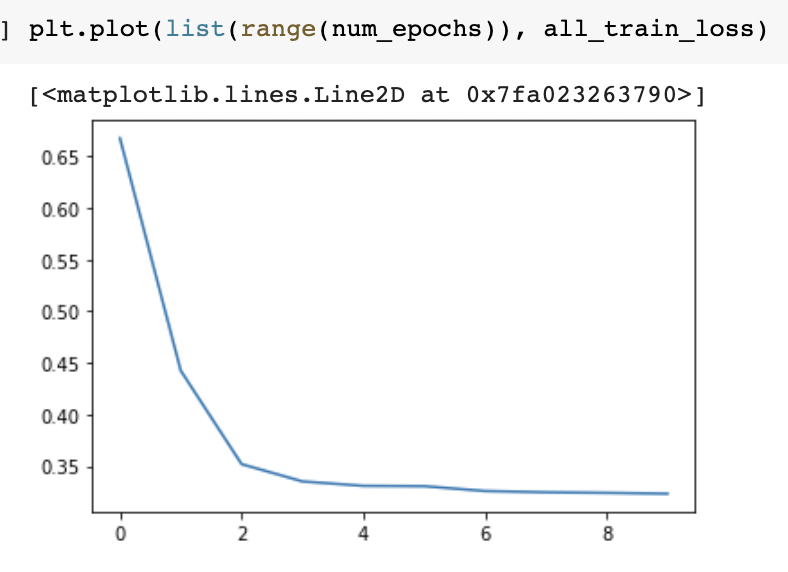 ] plt.plot(list(range(num_epochs)), all_train_loss)
[<matplotlib.lines.Line2D at 0x7fa023263790>]
0.65
0.60
0.55
0.50
0.45
0.40
0.35
0 2 4 6 8